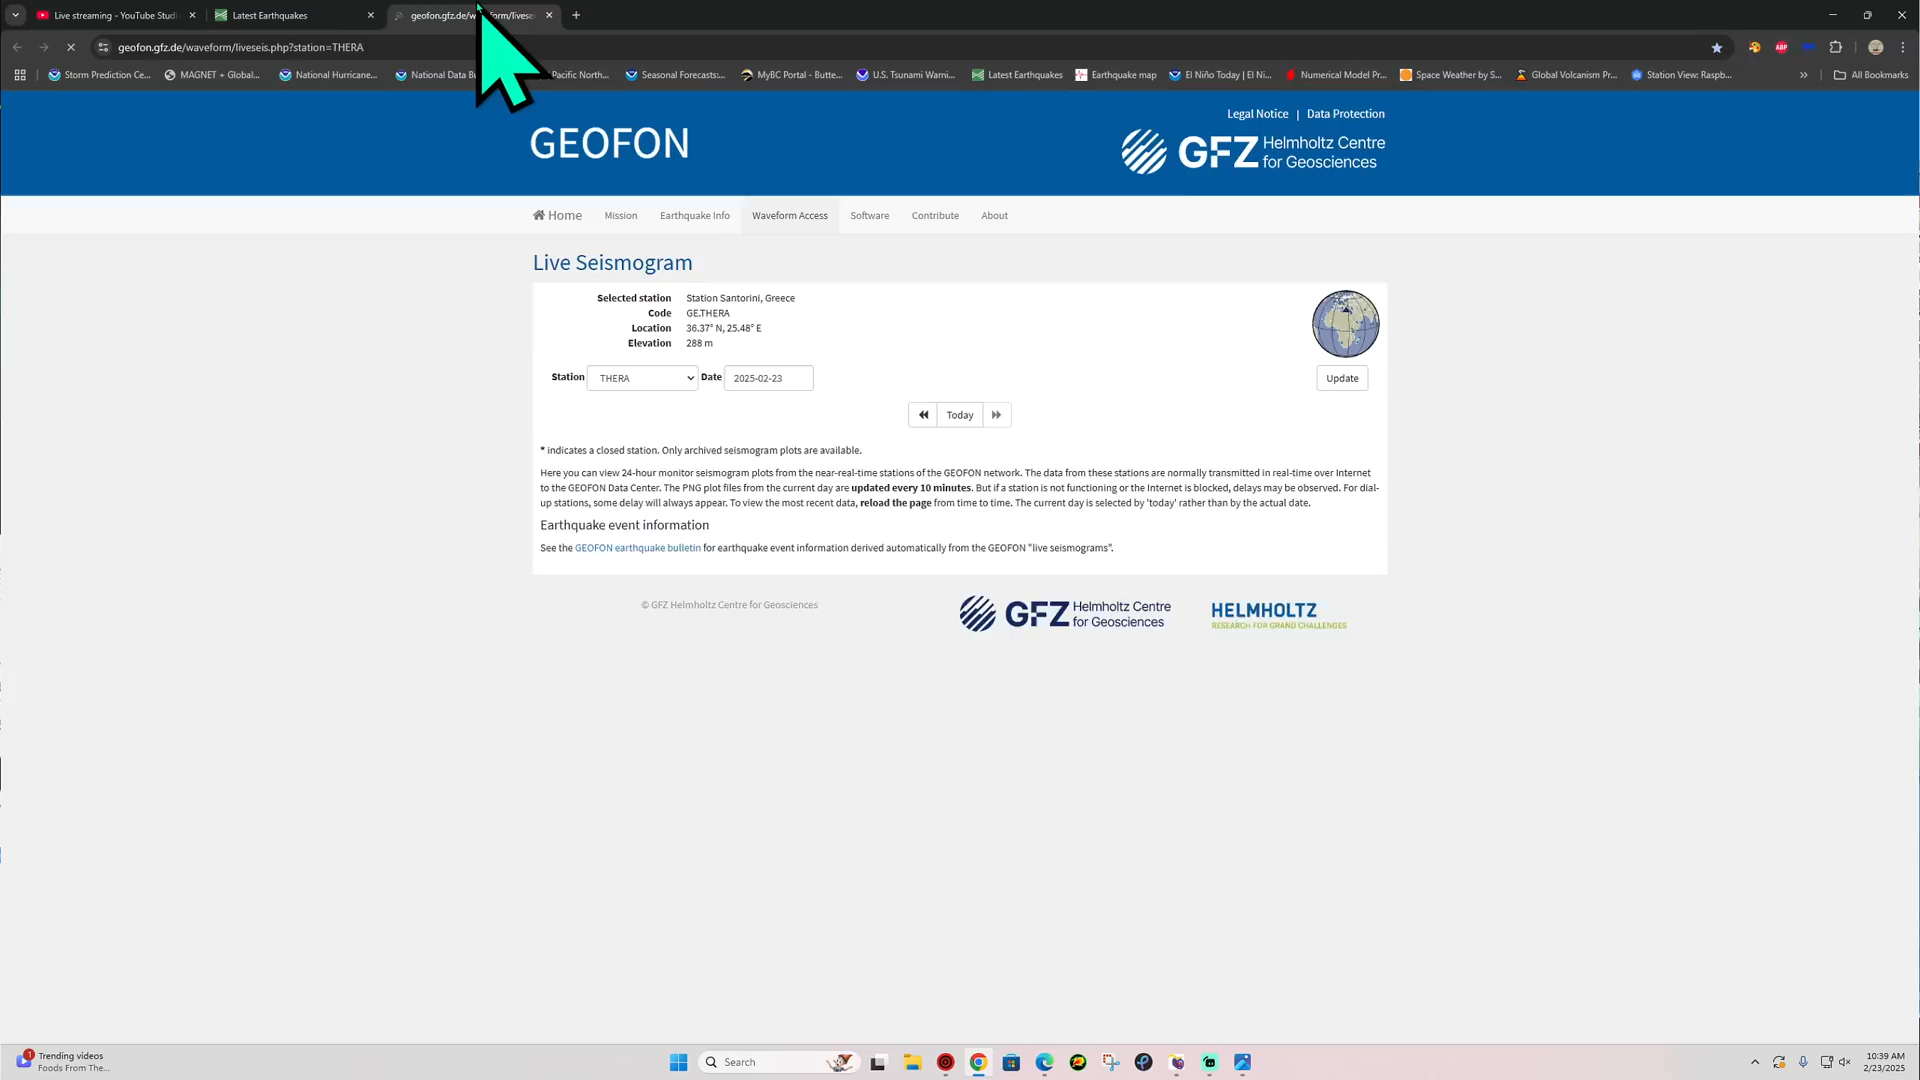 Live streaming - YouTube Studi
Latest Earthquakes
geofon.gfz.de/w
geofon.gfz.de/waveform/liveseis.php?station=THERA
Storm Prediction Ce...
MAGNET + Global...
National Hurricane...
National Data Bu
Pacific North...
Seasonal Forecasts:...
MyBC Portal - Butte...
U.S. Tsunami Warni...
Latest Earthquakes
Earthquake map
El Niño Today | El Ni...
Numerical Model Pr...
Space Weather by S...
Global Volcanism Pr...
Station View: Raspb...
»
All Bookmarks
ABP
Legal Notice | Data Protection
GEOFON
GFZ Helmholtz Centre
for Geosciences
Home
Mission
Earthquake Info
Waveform Access
Software
Contribute
About
Live Seismogram
Selected station Station Santorini, Greece
Code GE.THERA
Location 36.37° N, 25.48° E
Elevation 288 m
Station THERA Date 2025-02-23
Update
Today
* indicates a closed station. Only archived seismogram plots are available.
Here you can view 24-hour monitor seismogram plots from the near-real-time stations of the GEOFON network. The data from these stations are normally transmitted in real-time over Internet
to the GEOFON Data Center. The PNG plot files from the current day are updated every 10 minutes. But if a station is not functioning or the Internet is blocked, delays may be observed. For dial-
up stations, some delay will always appear. To view the most recent data, reload the page from time to time. The current day is selected by 'today' rather than by the actual date.
Earthquake event information
See the GEOFON earthquake bulletin for earthquake event information derived automatically from the GEOFON "live seismograms".
© GFZ Helmholtz Centre for Geosciences
GFZ Helmholtz Centre
for Geosciences
HELMHOLTZ
RESEARCH FOR GRAND CHALLENGES
1
Trending videos
Foods From The...
Search
10:39 AM
2/23/2025